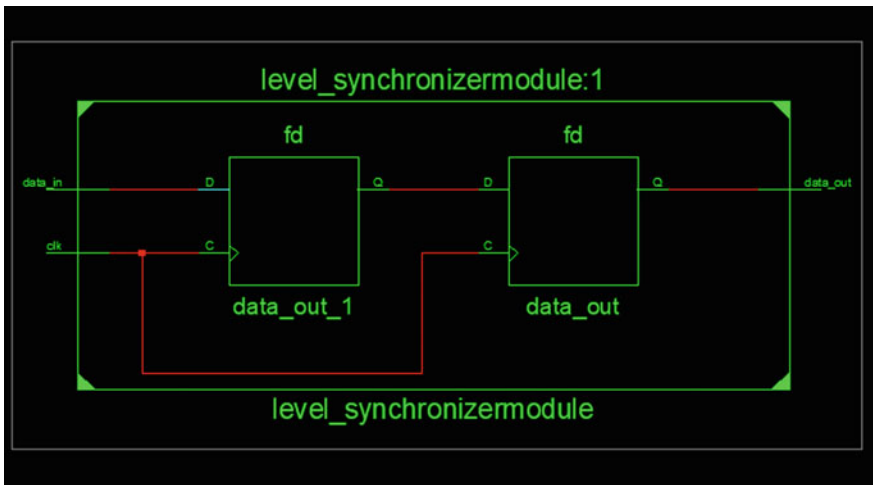 level_synchronizermodule:1
fd fd
data_in D Q D Q data_out
clk C C
data_out_1 data_out
level_synchronizermodule